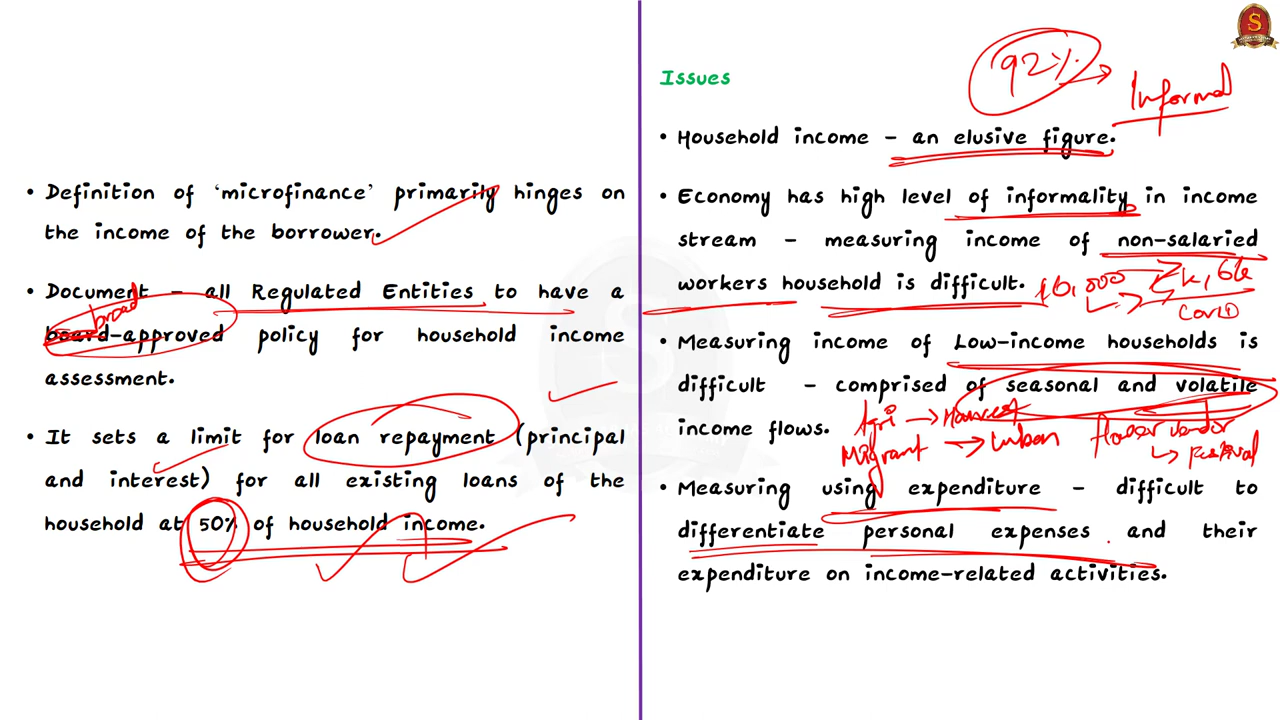 • Definition of ‘microfinance’ primarily hinges on
the income of the borrower.
• Document - all Regulated Entities to have a
broad
board-approved policy for household income
assessment.
• It sets a limit for loan repayment (principal
and interest) for all existing loans of the
household at 50% of household income.
92%
Informal
Issues
• Household income - an elusive figure.
• Economy has high level of informality in income
stream - measuring income of non-salaried
workers household is difficult.
Covid
• Measuring income of Low-income households is
difficult - comprised of seasonal and volatile
income flows.
Agri → Harvest
Migrant → Urban
flower vendor
↳ festival
• Measuring using expenditure - difficult to
differentiate personal expenses and their
expenditure on income-related activities.
S